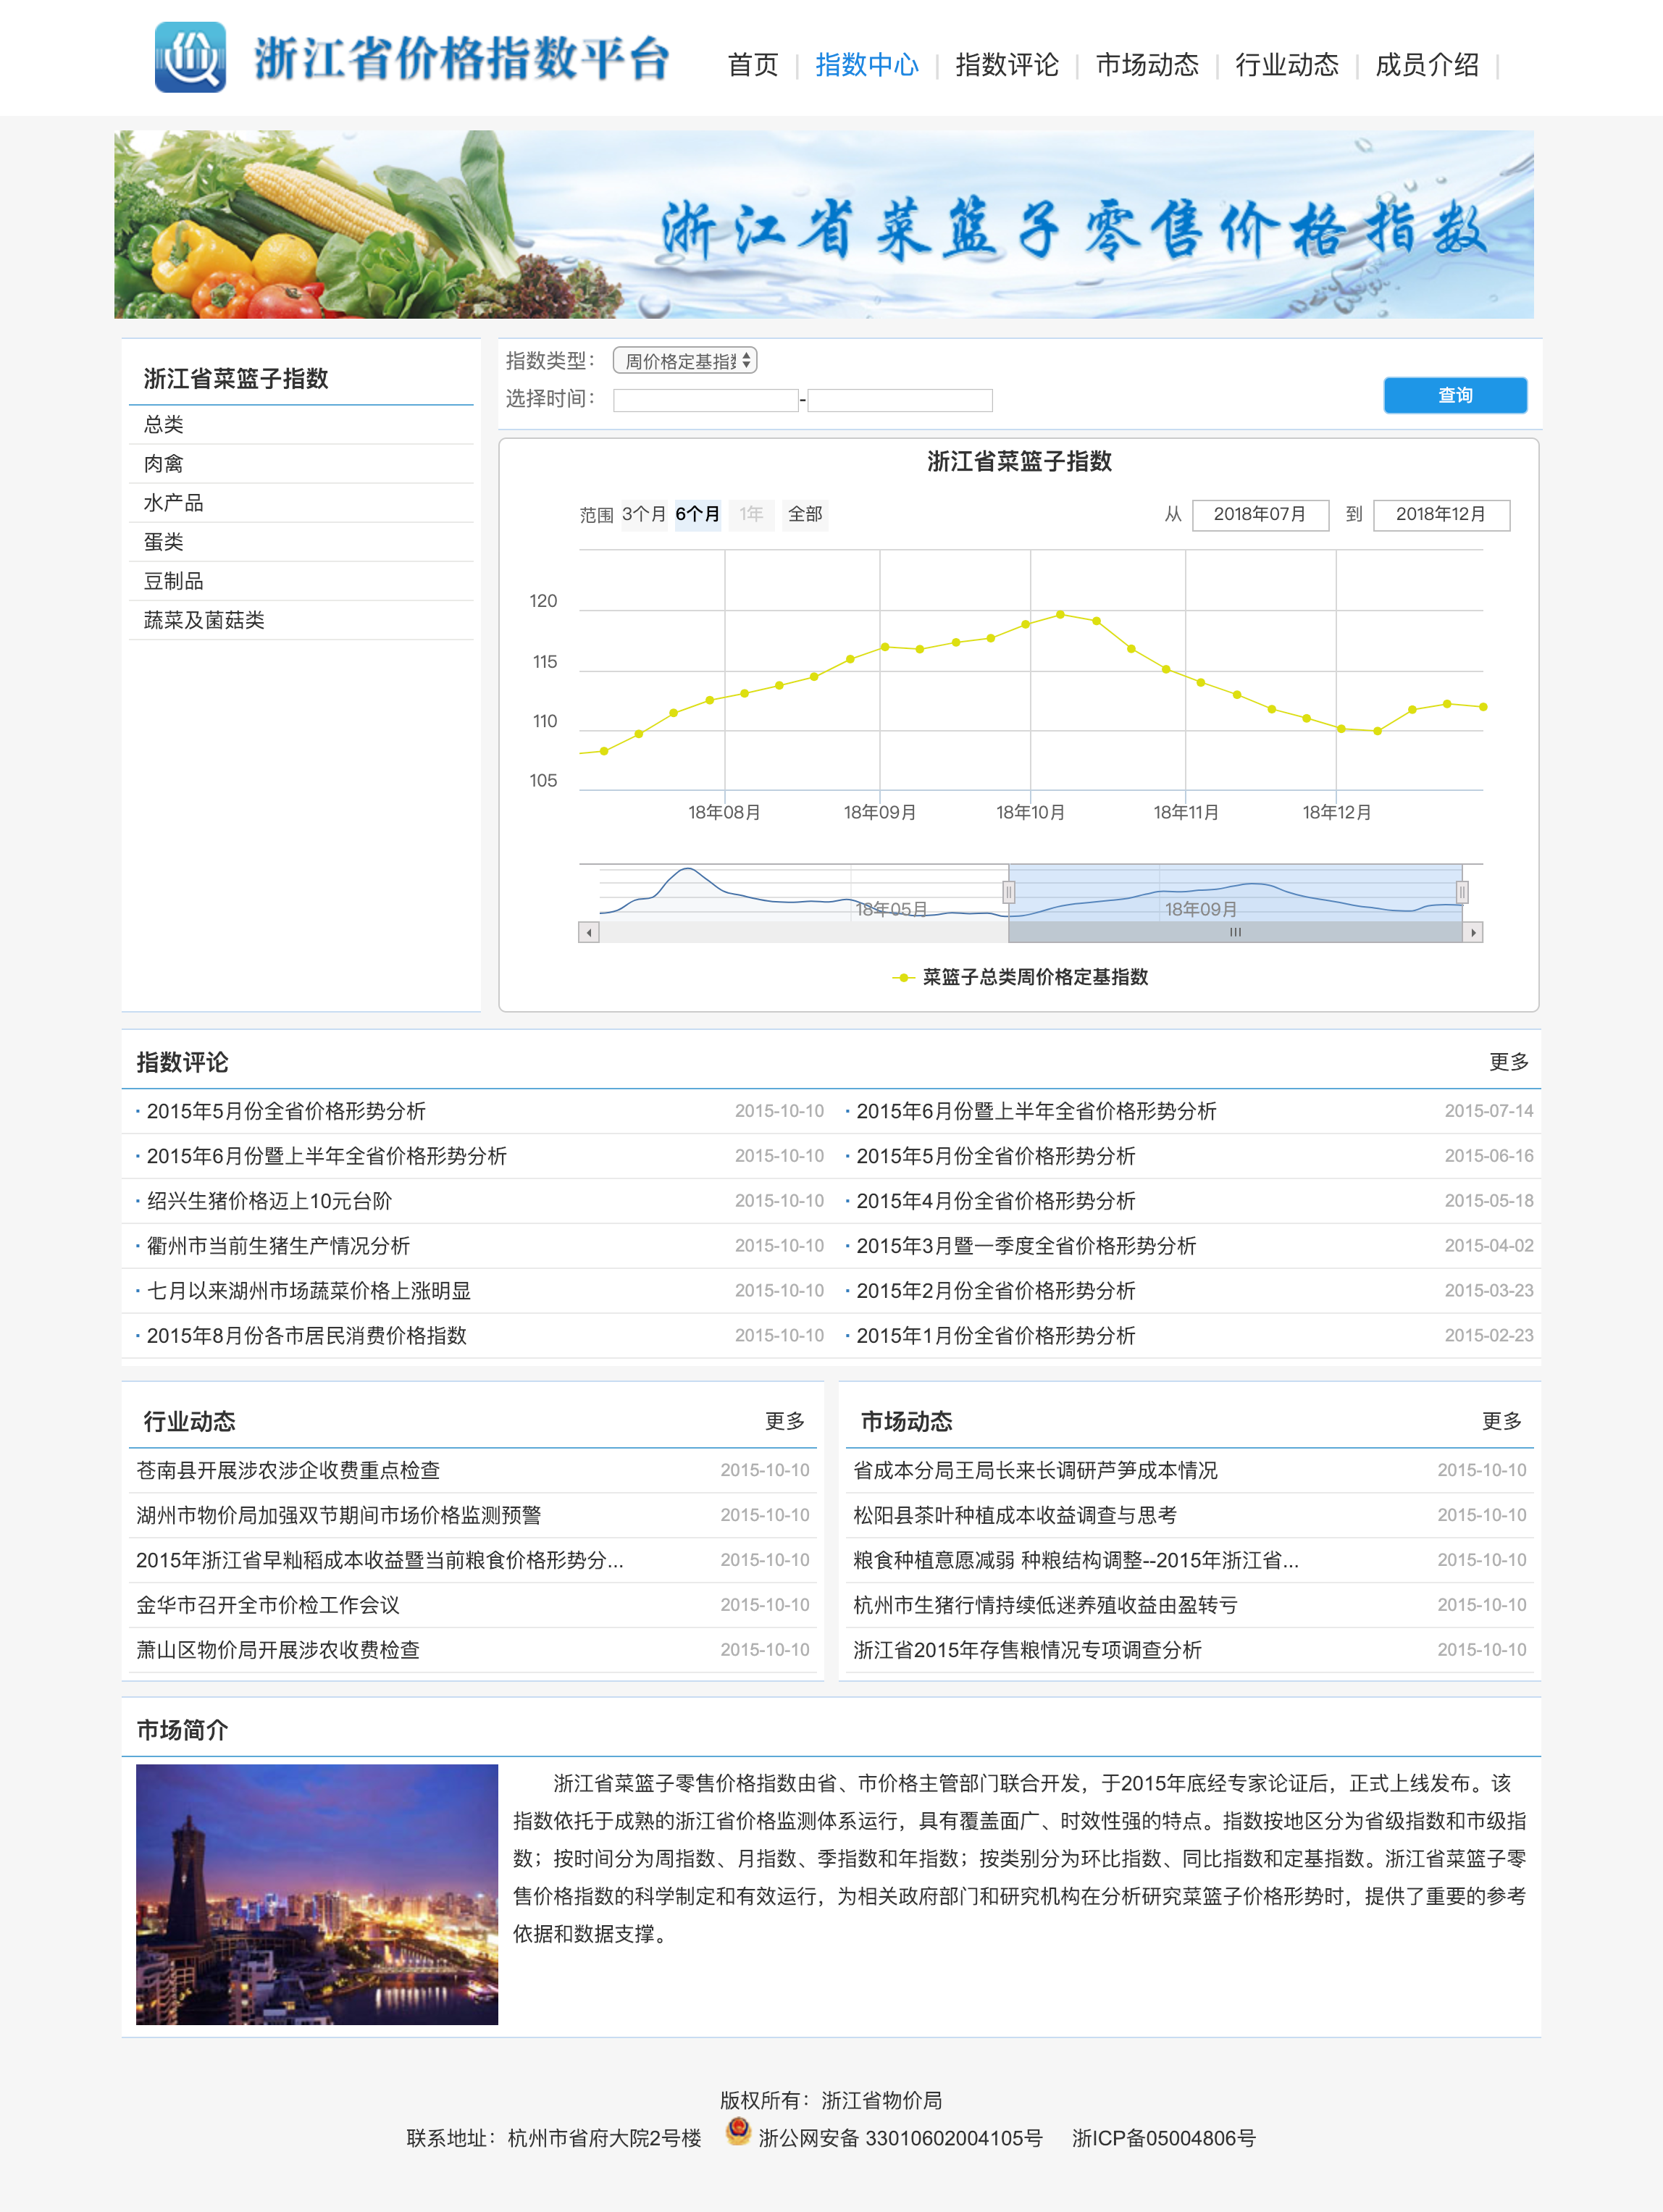 浙江省价格指数平台
首页 | 指数中心 | 指数评论 | 市场动态 | 行业动态 | 成员介绍 |
浙江省菜篮子零售价格指数
浙江省菜篮子指数
总类
肉禽
水产品
蛋类
豆制品
蔬菜及菌菇类
指数类型： 周价格定基指数
选择时间： -
查询
浙江省菜篮子指数
范围 3个月 6个月 1年 全部 从 2018年07月 到 2018年12月
120
115
110
105
18年08月 18年09月 18年10月 18年11月 18年12月
18年05月 18年09月
菜篮子总类周价格定基指数
指数评论 更多
· 2015年5月份全省价格形势分析 2015-10-10 · 2015年6月份暨上半年全省价格形势分析 2015-07-14
· 2015年6月份暨上半年全省价格形势分析 2015-10-10 · 2015年5月份全省价格形势分析 2015-06-16
· 绍兴生猪价格迈上10元台阶 2015-10-10 · 2015年4月份全省价格形势分析 2015-05-18
· 衢州市当前生猪生产情况分析 2015-10-10 · 2015年3月暨一季度全省价格形势分析 2015-04-02
· 七月以来湖州市场蔬菜价格上涨明显 2015-10-10 · 2015年2月份全省价格形势分析 2015-03-23
· 2015年8月份各市居民消费价格指数 2015-10-10 · 2015年1月份全省价格形势分析 2015-02-23
行业动态 更多
苍南县开展涉农涉企收费重点检查 2015-10-10
湖州市物价局加强双节期间市场价格监测预警 2015-10-10
2015年浙江省早籼稻成本收益暨当前粮食价格形势分... 2015-10-10
金华市召开全市价检工作会议 2015-10-10
萧山区物价局开展涉农收费检查 2015-10-10
市场动态 更多
省成本分局王局长来长调研芦笋成本情况 2015-10-10
松阳县茶叶种植成本收益调查与思考 2015-10-10
粮食种植意愿减弱 种粮结构调整--2015年浙江省... 2015-10-10
杭州市生猪行情持续低迷养殖收益由盈转亏 2015-10-10
浙江省2015年存售粮情况专项调查分析 2015-10-10
市场简介
浙江省菜篮子零售价格指数由省、市价格主管部门联合开发，于2015年底经专家论证后，正式上线发布。该
指数依托于成熟的浙江省价格监测体系运行，具有覆盖面广、时效性强的特点。指数按地区分为省级指数和市级指
数；按时间分为周指数、月指数、季指数和年指数；按类别分为环比指数、同比指数和定基指数。浙江省菜篮子零
售价格指数的科学制定和有效运行，为相关政府部门和研究机构在分析研究菜篮子价格形势时，提供了重要的参考
依据和数据支撑。
版权所有：浙江省物价局
联系地址：杭州市省府大院2号楼 浙公网安备 33010602004105号 浙ICP备05004806号